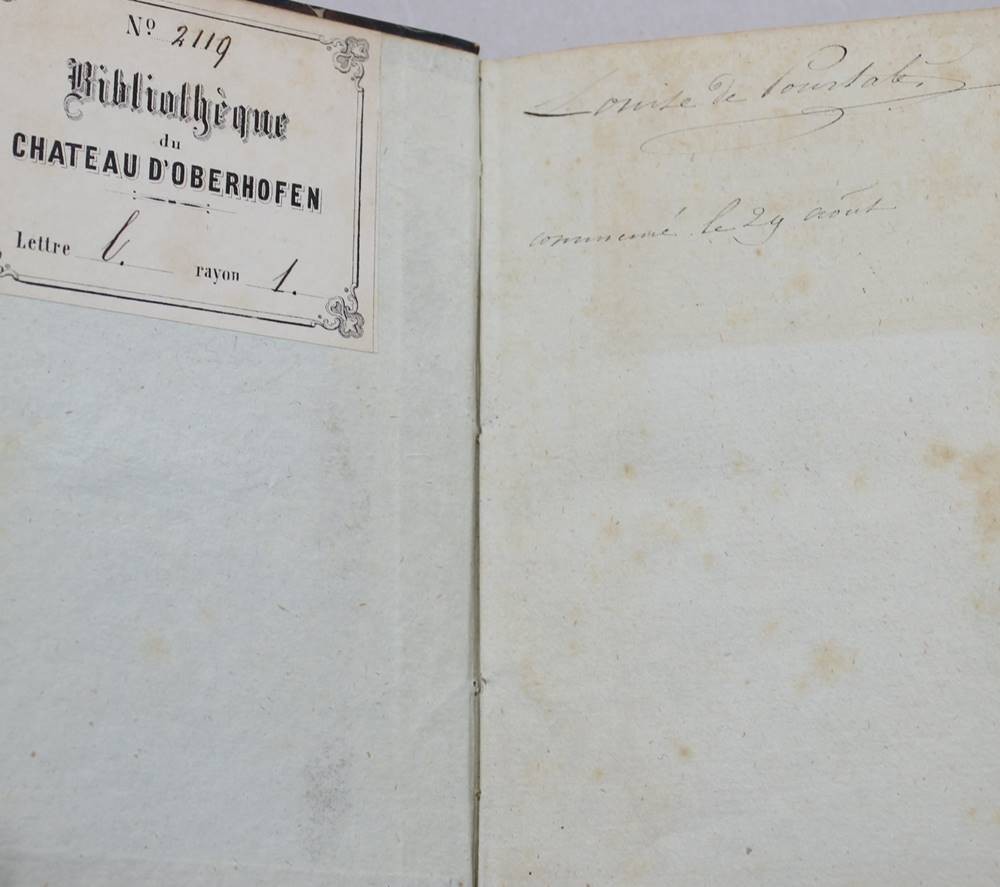 Nº 2119
Bibliothèque
du
CHATEAU D'OBERHOFEN
Lettre l. rayon 1.
Louise de Pourtalès
commencé le 29 août